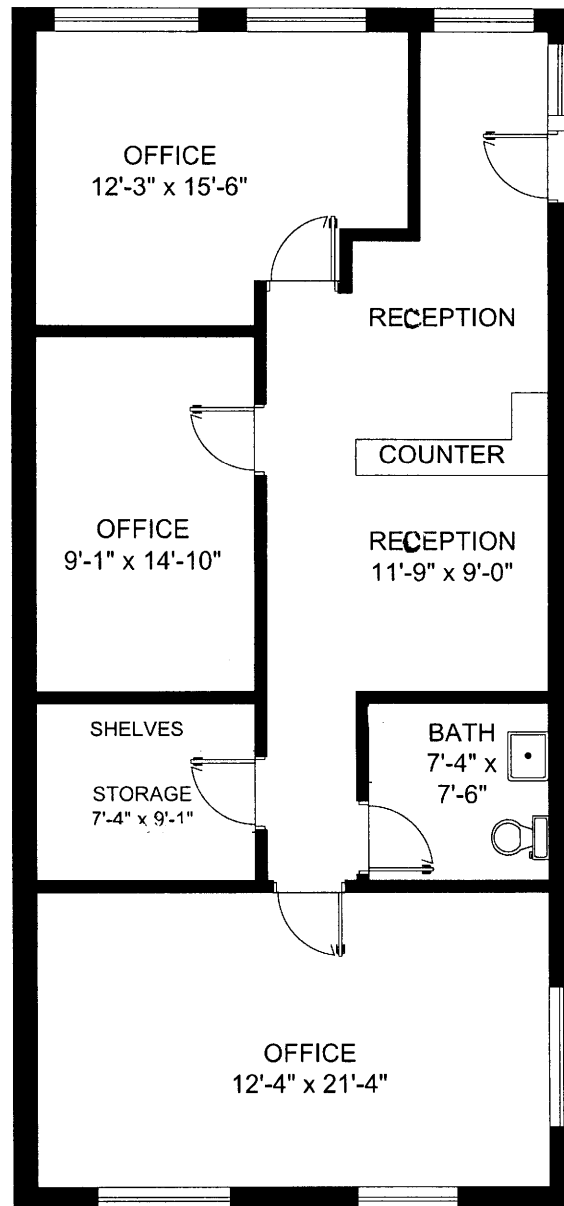 OFFICE
12'-3" x 15'-6"
RECEPTION
COUNTER
OFFICE
9'-1" x 14'-10"
RECEPTION
11'-9" x 9'-0"
SHELVES
STORAGE
7'-4" x 9'-1"
BATH
7'-4" x
7'-6"
OFFICE
12'-4" x 21'-4"